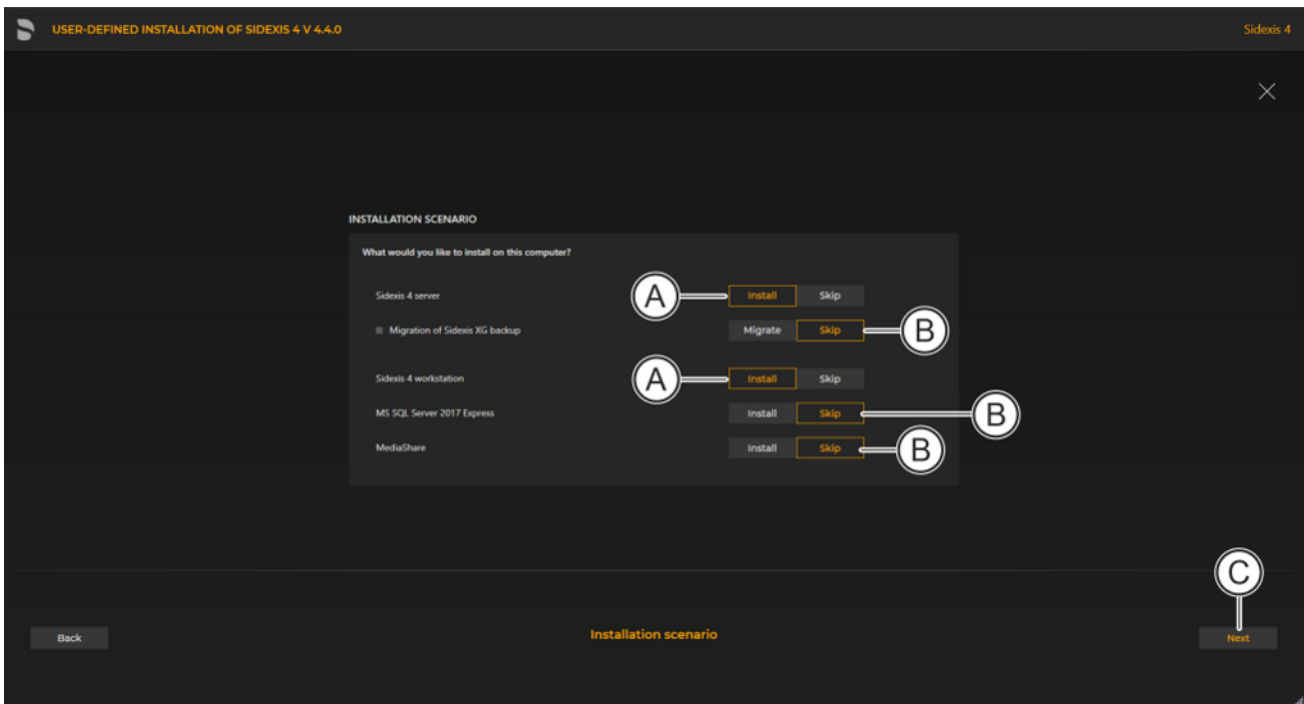 USER-DEFINED INSTALLATION OF SIDEXIS 4 V 4.4.0 Sidexis 4
INSTALLATION SCENARIO
What would you like to install on this computer?
Sidexis 4 server A Install Skip
Migration of Sidexis XG backup Migrate Skip B
Sidexis 4 workstation A Install Skip
MS SQL Server 2017 Express Install Skip B
MediaShare Install Skip B
C
Back Installation scenario Next